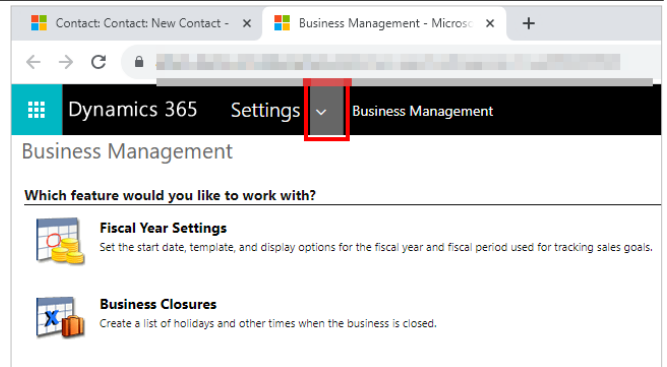 Contact: Contact: New Contact -
Business Management - Microsc
Dynamics 365 Settings Business Management
Business Management
Which feature would you like to work with?
Fiscal Year Settings
Set the start date, template, and display options for the fiscal year and fiscal period used for tracking sales goals.
Business Closures
Create a list of holidays and other times when the business is closed.